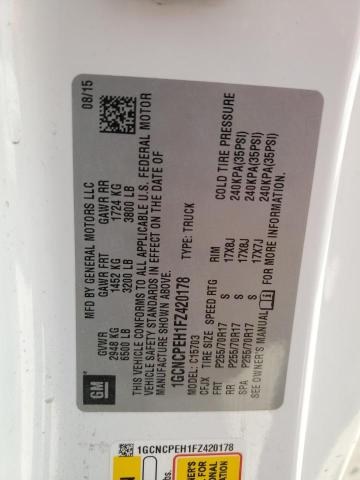 MFD BY GENERAL MOTORS LLC
08/15
GVWR GAWR FRT GAWR RR
2948 KG 1452 KG 1724 KG
6500 LB 3200 LB 3800 LB
THIS VEHICLE CONFORMS TO ALL APPLICABLE U.S. FEDERAL MOTOR
VEHICLE SAFETY STANDARDS IN EFFECT ON THE DATE OF
MANUFACTURE SHOWN ABOVE.
1GCNCPEH1FZ420178 TYPE: TRUCK
MODEL: C15703
CFJX TIRE SIZE SPEED RTG RIM COLD TIRE PRESSURE
FRT P255/70R17 S 17X8J 240KPA(35PSI)
RR P255/70R17 S 17X8J 240KPA(35PSI)
SPA P255/70R17 S 17X7J 240KPA(35PSI)
SEE OWNER'S MANUAL FOR MORE INFORMATION.
GM
1GCNCPEH1FZ420178